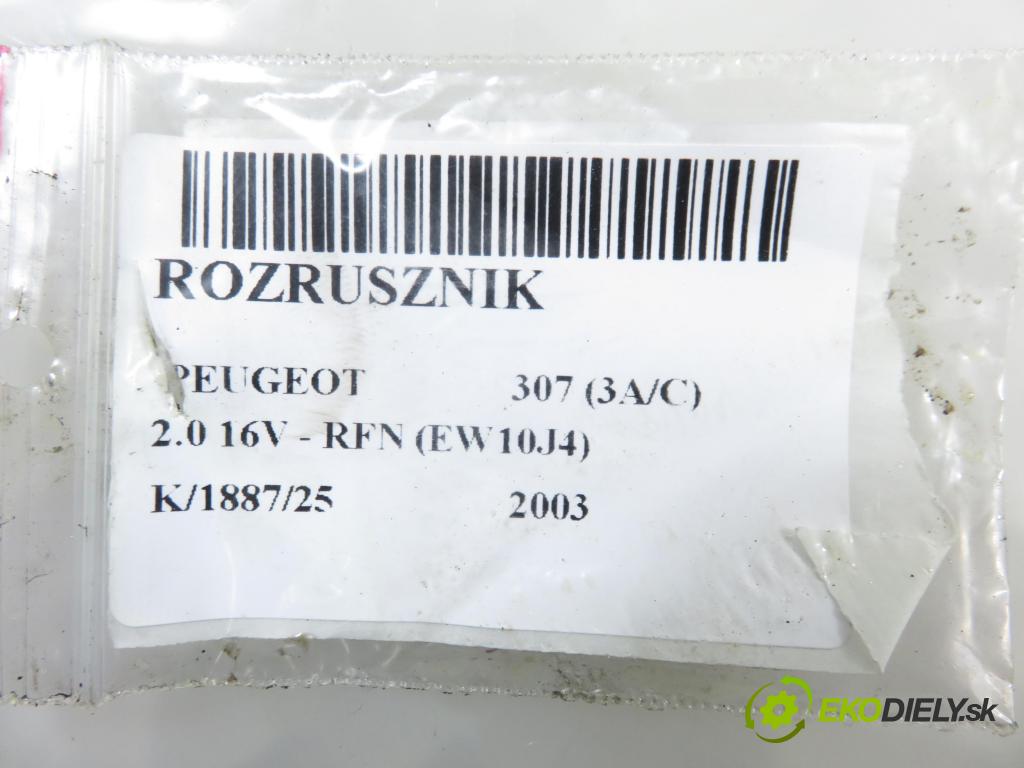 ROZRUSZNIK
PEUGEOT 307 (3A/C)
2.0 16V - RFN (EW10J4)
K/1887/25 2003
EKODIELY.sk